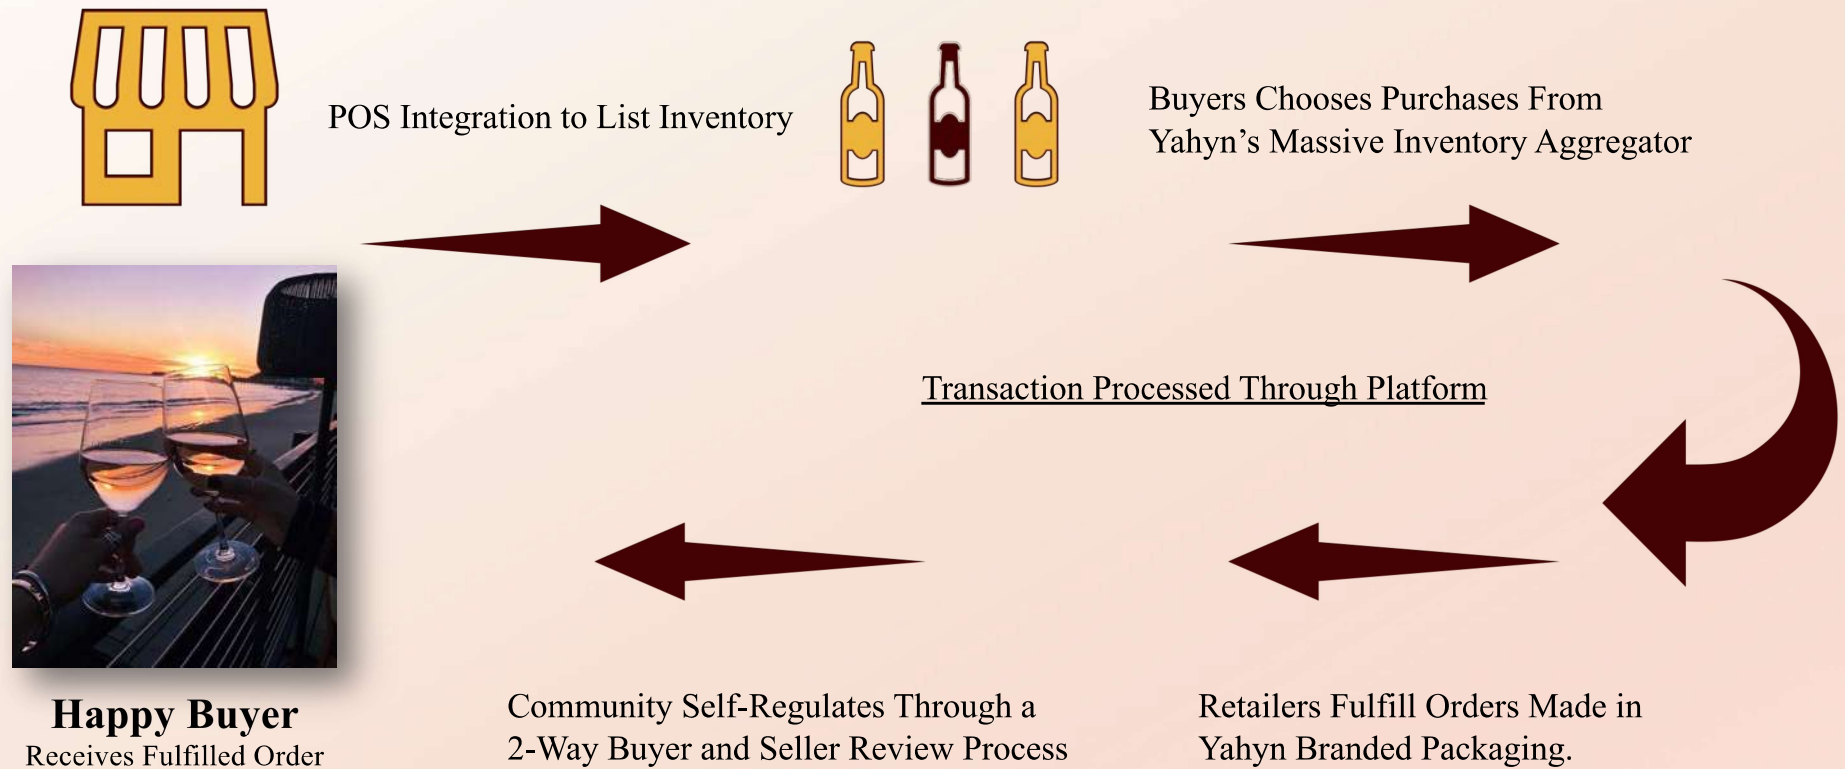 POS Integration to List Inventory
Buyers Chooses Purchases From
Yahyn’s Massive Inventory Aggregator
Transaction Processed Through Platform
Happy Buyer
Receives Fulfilled Order
Community Self-Regulates Through a
2-Way Buyer and Seller Review Process
Retailers Fulfill Orders Made in
Yahyn Branded Packaging.